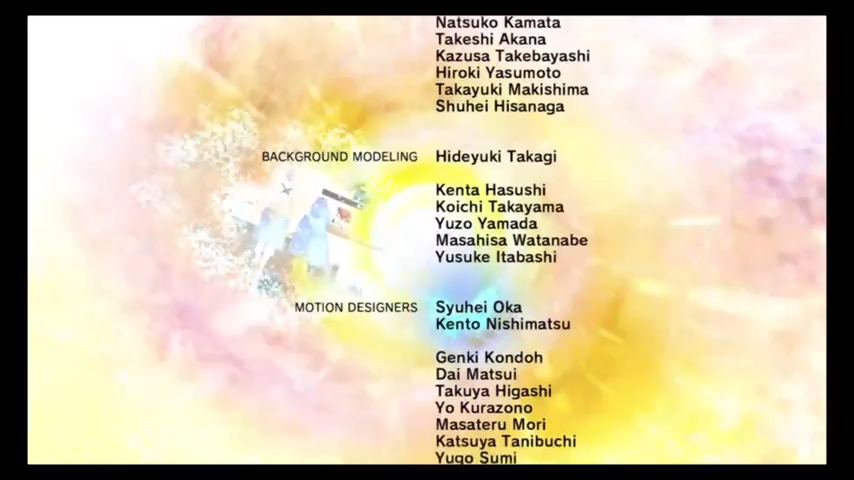 Natsuko Kamata
Takeshi Akana
Kazusa Takebayashi
Hiroki Yasumoto
Takayuki Makishima
Shuhei Hisanaga
BACKGROUND MODELING Hideyuki Takagi
Kenta Hasushi
Koichi Takayama
Yuzo Yamada
Masahisa Watanabe
Yusuke Itabashi
MOTION DESIGNERS Syuhei Oka
Kento Nishimatsu
Genki Kondoh
Dai Matsui
Takuya Higashi
Yo Kurazono
Masateru Mori
Katsuya Tanibuchi
Yugo Sumi